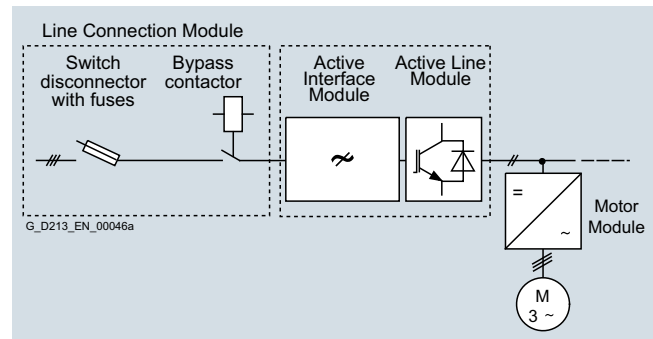 Line Connection Module
Switch
disconnector
with fuses
Bypass
contactor
Active
Interface
Module
Active Line
Module
=
~
Motor
Module
G_D213_EN_00046a
M
3 ~